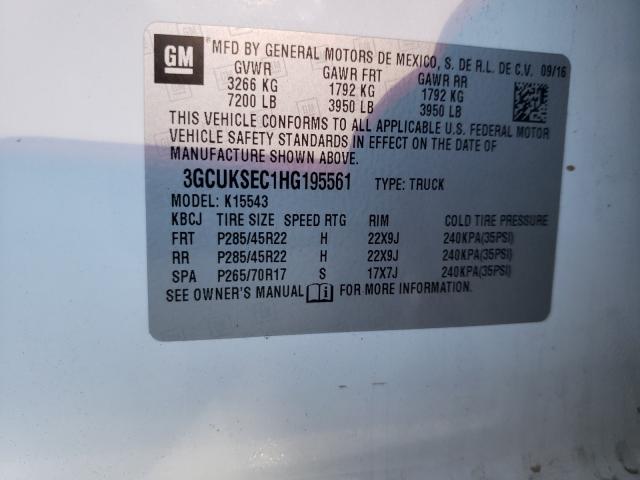 GM
MFD BY GENERAL MOTORS DE MEXICO, S. DE R.L. DE C.V. 09/16
GVWR GAWR FRT GAWR RR
3266 KG 1792 KG 1792 KG
7200 LB 3950 LB 3950 LB
THIS VEHICLE CONFORMS TO ALL APPLICABLE U.S. FEDERAL MOTOR
VEHICLE SAFETY STANDARDS IN EFFECT ON THE DATE OF
MANUFACTURE SHOWN ABOVE.
3GCUKSEC1HG195561 TYPE: TRUCK
MODEL: K15543
KBCJ TIRE SIZE SPEED RTG RIM COLD TIRE PRESSURE
FRT P285/45R22 H 22X9J 240KPA(35PSI)
RR P285/45R22 H 22X9J 240KPA(35PSI)
SPA P265/70R17 S 17X7J 240KPA(35PSI)
SEE OWNER'S MANUAL FOR MORE INFORMATION.